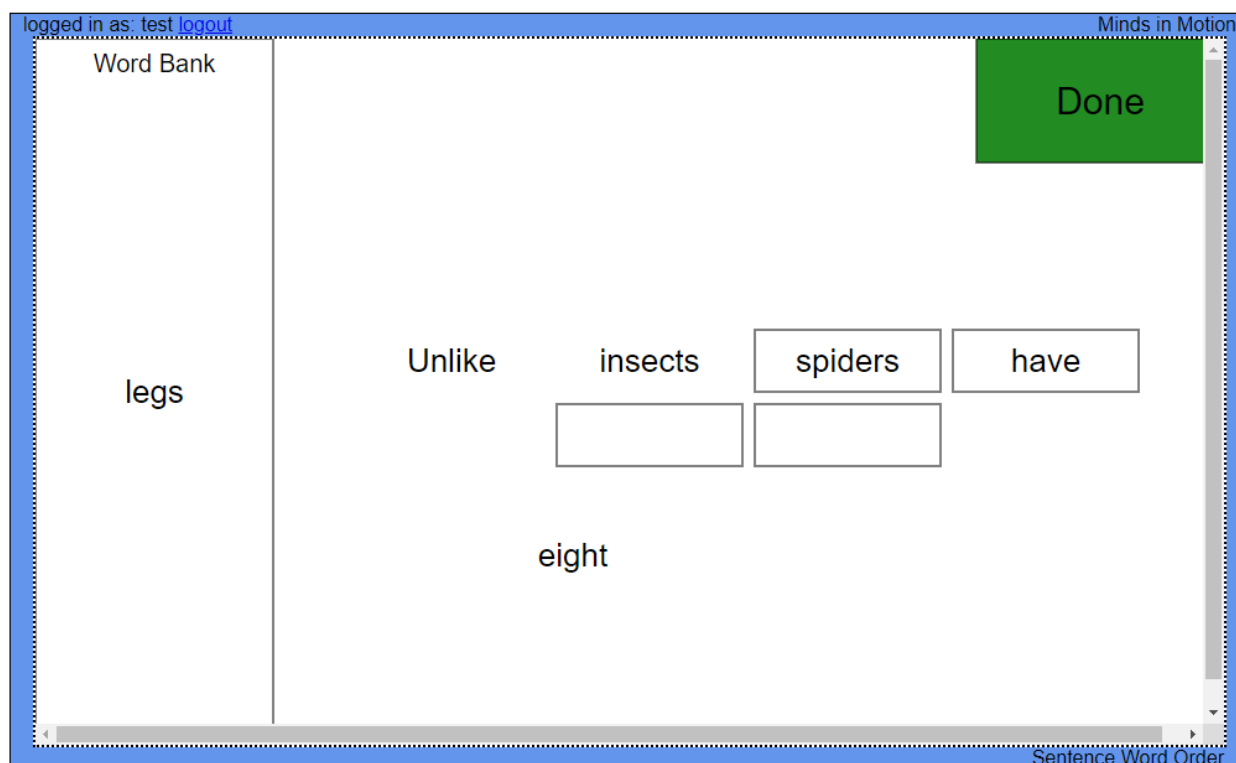 logged in as: test logout
Minds in Motion
Word Bank
Done
Unlike insects spiders have
legs
eight
Sentence Word Order